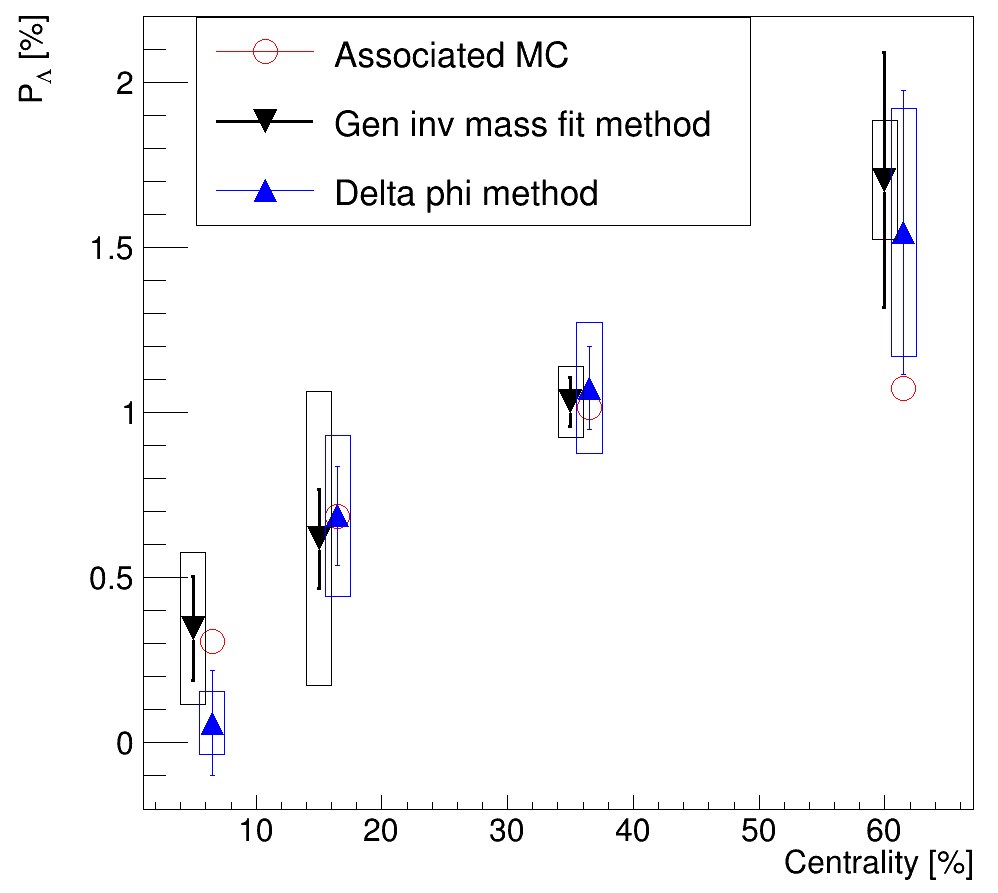 P_Λ [%]
Associated MC
Gen inv mass fit method
Delta phi method
2
1.5
1
0.5
0
10 20 30 40 50 60
Centrality [%]